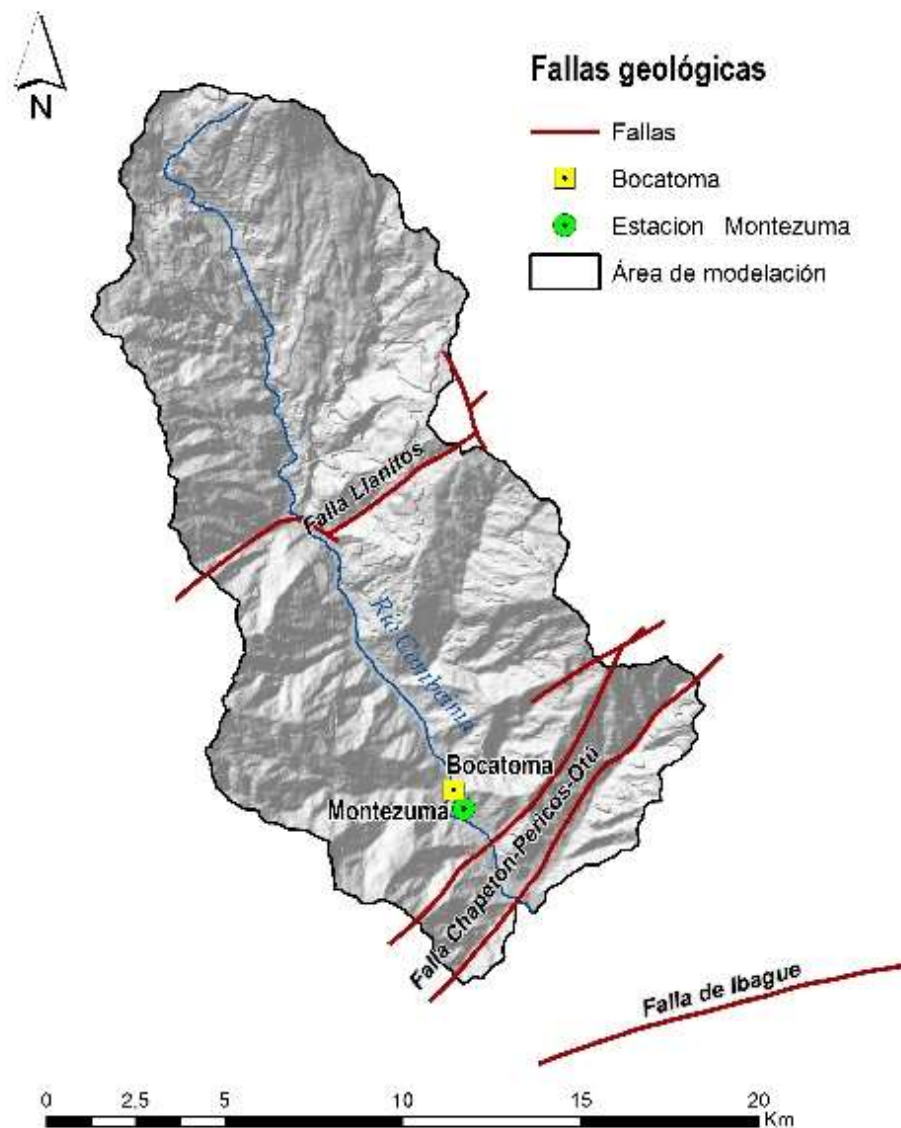 N
Fallas geológicas
Fallas
Bocatoma
Estacion Montezuma
Área de modelación
Falla Llanitos
Río Combeima
Bocatoma
Montezuma
Falla Chapeton-Pericos-Otú
Falla de Ibague
0 2,5 5 10 15 20
Km